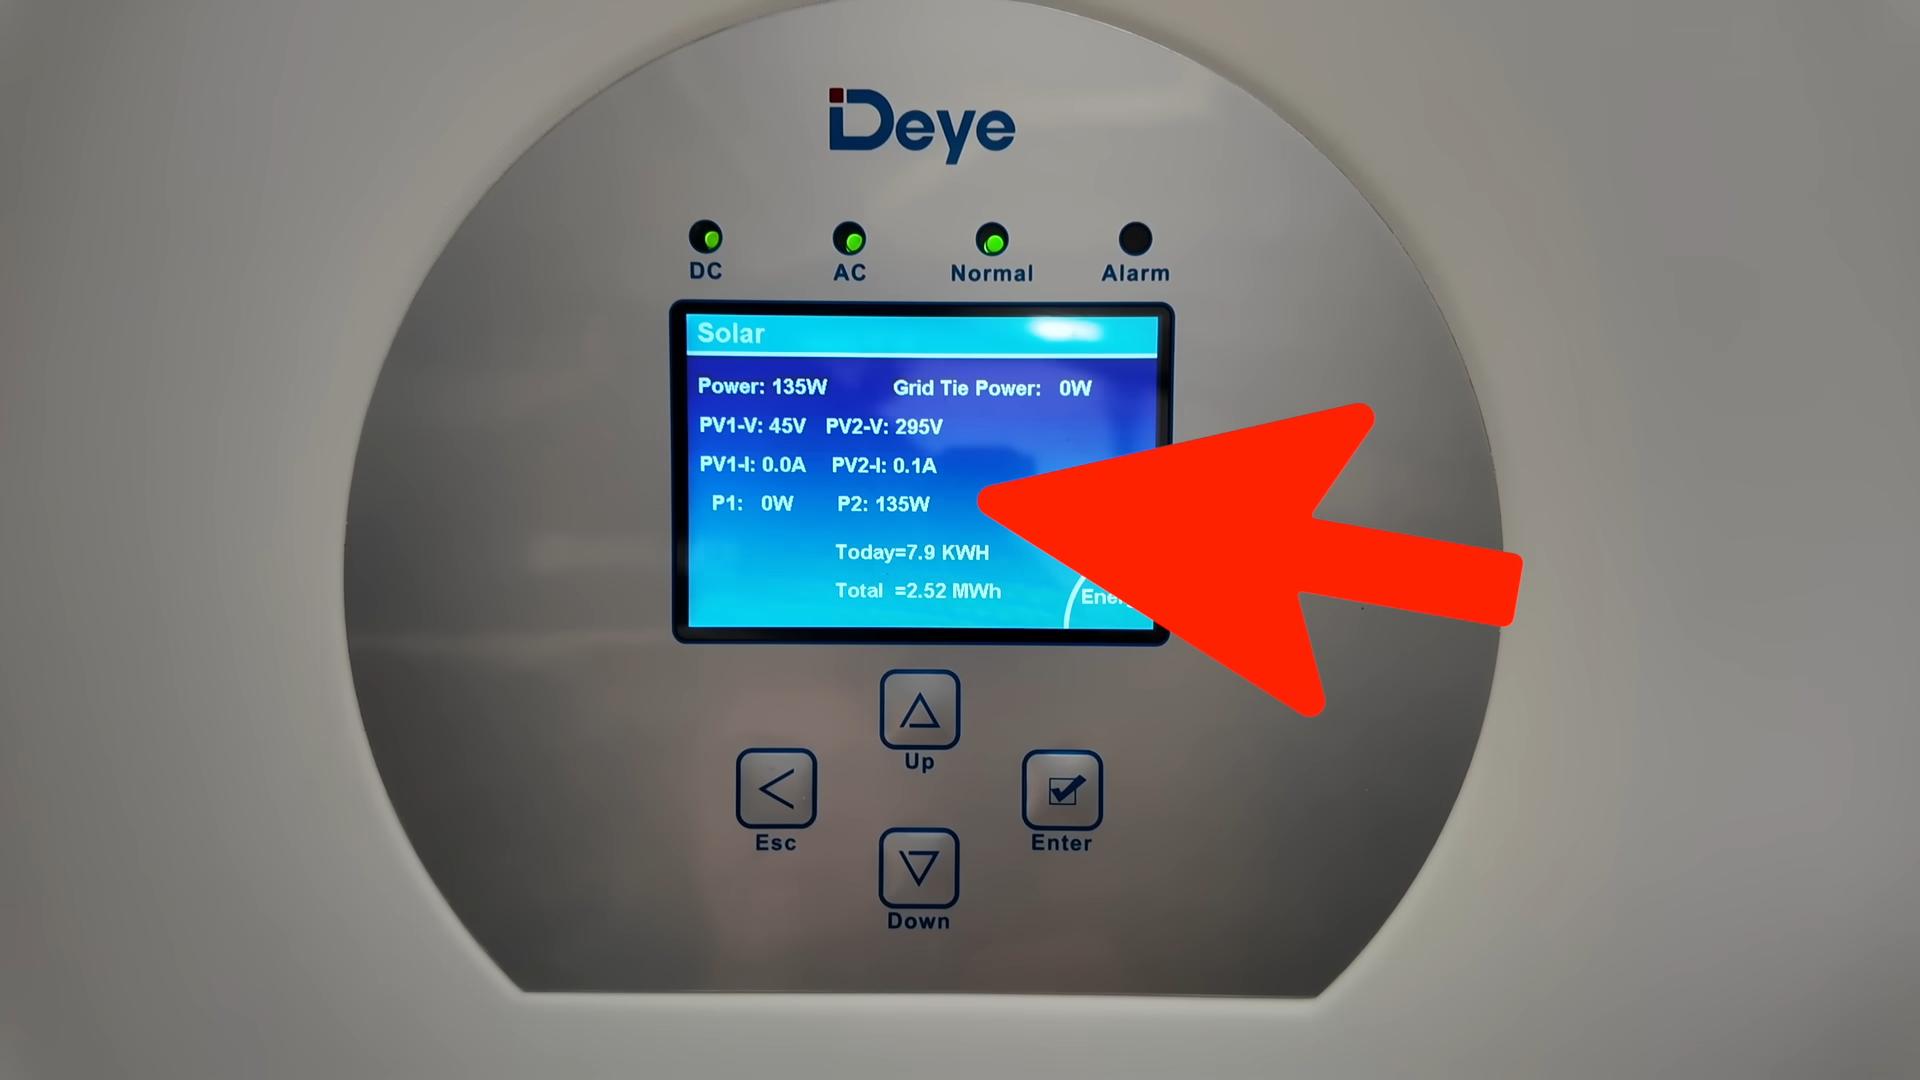 Deye
DC AC Normal Alarm
Solar
Power: 135W Grid Tie Power: 0W
PV1-V: 45V PV2-V: 295V
PV1-I: 0.0A PV2-I: 0.1A
P1: 0W P2: 135W
Today=7.9 KWH
Total =2.52 MWh
Up
Esc Enter
Down